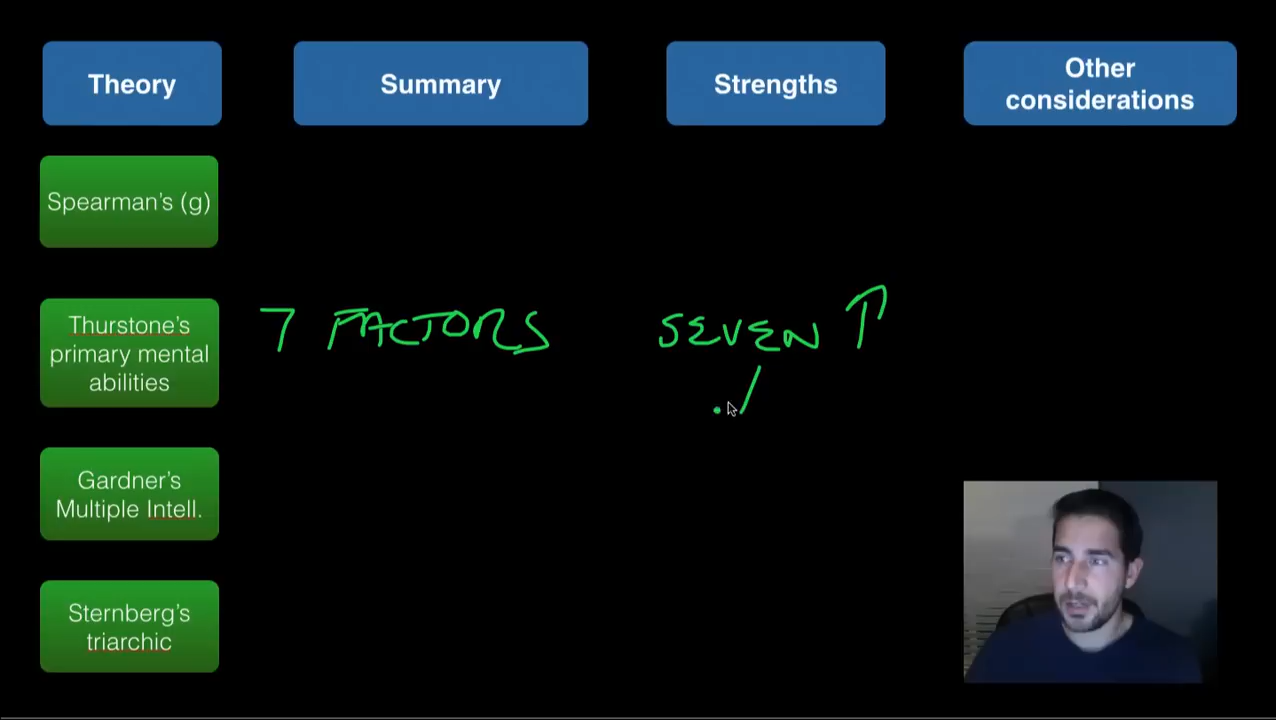 Theory
Summary
Strengths
Other
considerations
Spearman's (g)
Thurstone's
primary mental
abilities
7 FACTORS
SEVEN ↑
Gardner's
Multiple Intell.
Sternberg's
triarchic